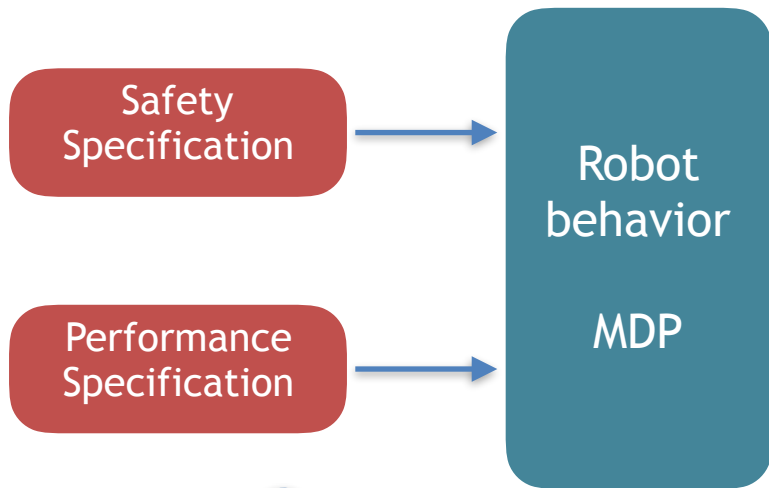 Safety
Specification
Robot
behavior
MDP
Performance
Specification